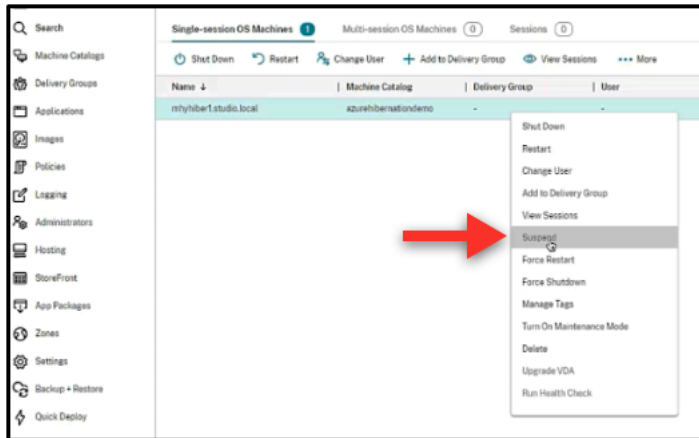 Search
Machine Catalogs
Delivery Groups
Applications
Images
Policies
Logging
Administrators
Hosting
StoreFront
App Packages
Zones
Settings
Backup + Restore
Quick Deploy
Single-session OS Machines 1 Multi-session OS Machines (0) Sessions (0)
Shut Down Restart Change User + Add to Delivery Group View Sessions ••• More
Name ↓ | Machine Catalog | Delivery Group | User
mhyhiber1.studio.local azurehibernationdemo - -
Shut Down
Restart
Change User
Add to Delivery Group
View Sessions
Suspend
Force Restart
Force Shutdown
Manage Tags
Turn On Maintenance Mode
Delete
Upgrade VDA
Run Health Check